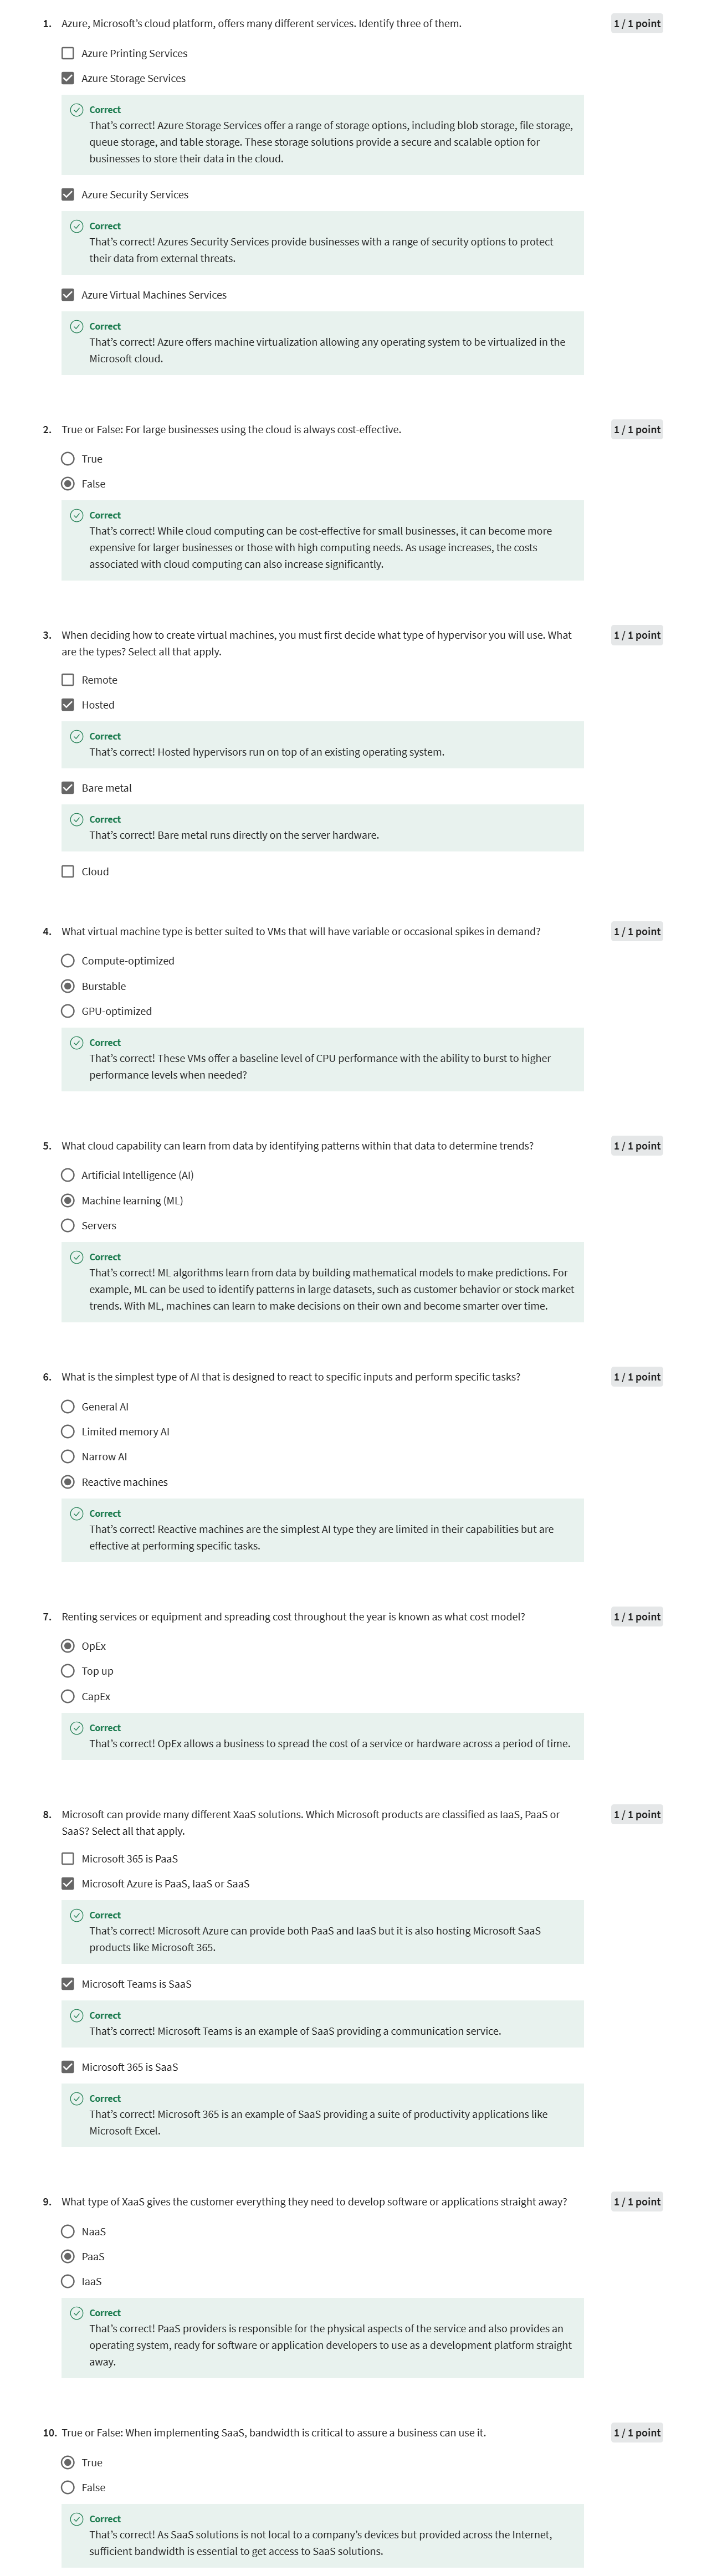 1. Azure, Microsoft's cloud platform, offers many different services. Identify three of them. 1 / 1 point
Azure Printing Services
Azure Storage Services
Correct
That's correct! Azure Storage Services offer a range of storage options, including blob storage, file storage,
queue storage, and table storage. These storage solutions provide a secure and scalable option for
businesses to store their data in the cloud.
Azure Security Services
Correct
That's correct! Azures Security Services provide businesses with a range of security options to protect
their data from external threats.
Azure Virtual Machines Services
Correct
That's correct! Azure offers machine virtualization allowing any operating system to be virtualized in the
Microsoft cloud.
2. True or False: For large businesses using the cloud is always cost-effective. 1 / 1 point
True
False
Correct
That's correct! While cloud computing can be cost-effective for small businesses, it can become more
expensive for larger businesses or those with high computing needs. As usage increases, the costs
associated with cloud computing can also increase significantly.
3. When deciding how to create virtual machines, you must first decide what type of hypervisor you will use. What 1 / 1 point
are the types? Select all that apply.
Remote
Hosted
Correct
That's correct! Hosted hypervisors run on top of an existing operating system.
Bare metal
Correct
That's correct! Bare metal runs directly on the server hardware.
Cloud
4. What virtual machine type is better suited to VMs that will have variable or occasional spikes in demand? 1 / 1 point
Compute-optimized
Burstable
GPU-optimized
Correct
That's correct! These VMs offer a baseline level of CPU performance with the ability to burst to higher
performance levels when needed?
5. What cloud capability can learn from data by identifying patterns within that data to determine trends? 1 / 1 point
Artificial Intelligence (AI)
Machine learning (ML)
Servers
Correct
That's correct! ML algorithms learn from data by building mathematical models to make predictions. For
example, ML can be used to identify patterns in large datasets, such as customer behavior or stock market
trends. With ML, machines can learn to make decisions on their own and become smarter over time.
6. What is the simplest type of AI that is designed to react to specific inputs and perform specific tasks? 1 / 1 point
General AI
Limited memory AI
Narrow AI
Reactive machines
Correct
That's correct! Reactive machines are the simplest AI type they are limited in their capabilities but are
effective at performing specific tasks.
7. Renting services or equipment and spreading cost throughout the year is known as what cost model? 1 / 1 point
OpEx
Top up
CapEx
Correct
That's correct! OpEx allows a business to spread the cost of a service or hardware across a period of time.
8. Microsoft can provide many different XaaS solutions. Which Microsoft products are classified as IaaS, PaaS or 1 / 1 point
SaaS? Select all that apply.
Microsoft 365 is PaaS
Microsoft Azure is PaaS, IaaS or SaaS
Correct
That's correct! Microsoft Azure can provide both PaaS and IaaS but it is also hosting Microsoft SaaS
products like Microsoft 365.
Microsoft Teams is SaaS
Correct
That's correct! Microsoft Teams is an example of SaaS providing a communication service.
Microsoft 365 is SaaS
Correct
That's correct! Microsoft 365 is an example of SaaS providing a suite of productivity applications like
Microsoft Excel.
9. What type of XaaS gives the customer everything they need to develop software or applications straight away? 1 / 1 point
NaaS
PaaS
IaaS
Correct
That's correct! PaaS providers is responsible for the physical aspects of the service and also provides an
operating system, ready for software or application developers to use as a development platform straight
away.
10. True or False: When implementing SaaS, bandwidth is critical to assure a business can use it. 1 / 1 point
True
False
Correct
That's correct! As SaaS solutions is not local to a company's devices but provided across the Internet,
sufficient bandwidth is essential to get access to SaaS solutions.